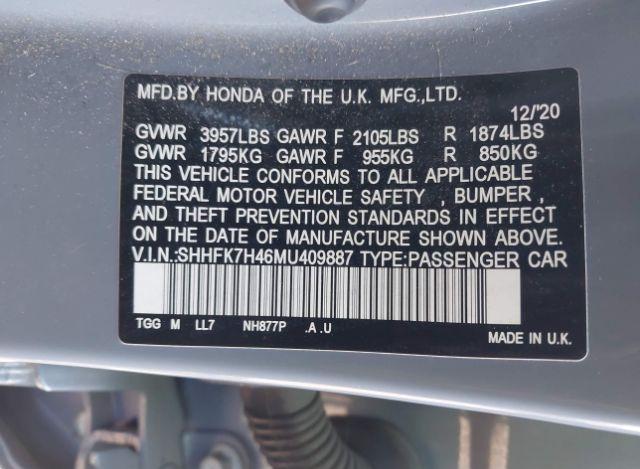 MFD.BY HONDA OF THE U.K. MFG.,LTD.
12/'20
GVWR 3957LBS GAWR F 2105LBS R 1874LBS
GVWR 1795KG GAWR F 955KG R 850KG
THIS VEHICLE CONFORMS TO ALL APPLICABLE
FEDERAL MOTOR VEHICLE SAFETY , BUMPER ,
AND THEFT PREVENTION STANDARDS IN EFFECT
ON DATE OF MANUFACTURE SHOWN ABOVE.
V.I.N.:SHHFK7H46MU409887 TYPE:PASSENGER CAR
TGG M LL7 NH877P .A .U
MADE IN U.K.